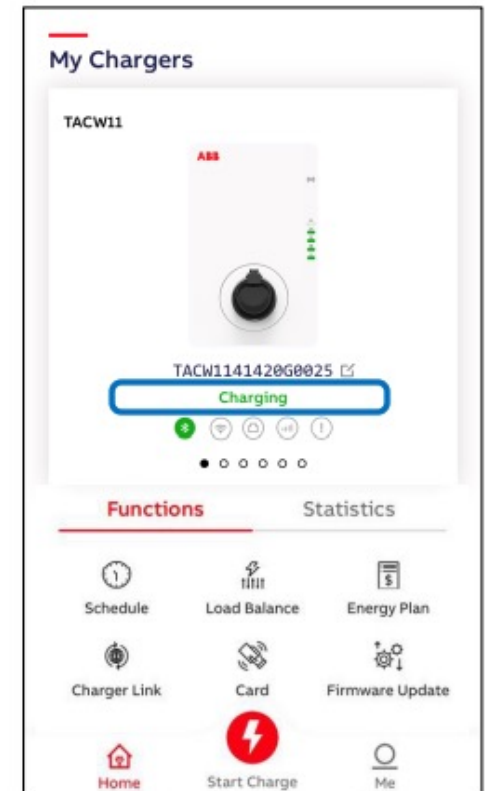 My Chargers
TACW11
ABB
TACW1141420G0025
Charging
Functions Statistics
Schedule Load Balance Energy Plan
Charger Link Card Firmware Update
Home Start Charge Me